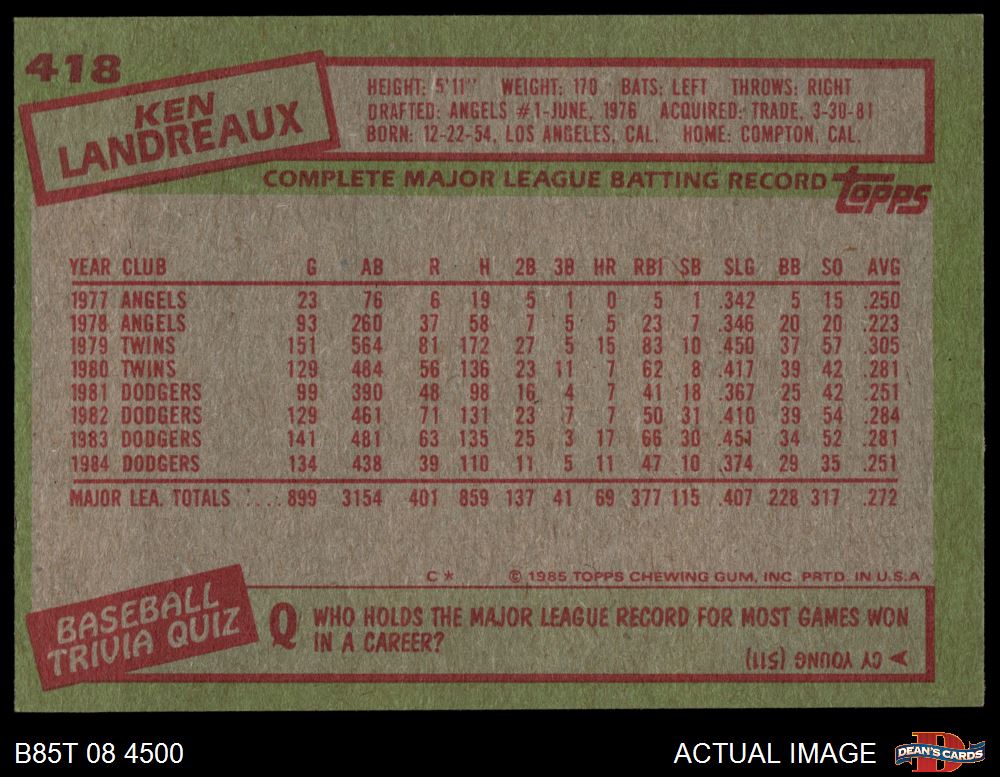 418
KEN
LANDREAUX
HEIGHT: 5'11" WEIGHT: 170 BATS: LEFT THROWS: RIGHT
DRAFTED: ANGELS #1-JUNE, 1976 ACQUIRED: TRADE, 3-30-81
BORN: 12-22-54, LOS ANGELES, CAL. HOME: COMPTON, CAL.
COMPLETE MAJOR LEAGUE BATTING RECORD topps
YEAR CLUB G AB R H 2B 3B HR RBI SB SLG BB SO AVG
1977 ANGELS 23 76 6 19 5 1 0 5 1 .342 5 15 .250
1978 ANGELS 93 260 37 58 7 5 5 23 7 .346 20 20 .223
1979 TWINS 151 564 81 172 27 5 15 83 10 .450 37 57 .305
1980 TWINS 129 484 56 136 23 11 7 62 8 .417 39 42 .281
1981 DODGERS 99 390 48 98 16 4 7 41 18 .367 25 42 .251
1982 DODGERS 129 461 71 131 23 7 7 50 31 .410 39 54 .284
1983 DODGERS 141 481 63 135 25 3 17 66 30 .451 34 52 .281
1984 DODGERS 134 438 39 110 11 5 11 47 10 .374 29 35 .251
MAJOR LEA. TOTALS .... 899 3154 401 859 137 41 69 377 115 .407 228 317 .272
C* © 1985 TOPPS CHEWING GUM, INC. PRTD. IN U.S.A
BASEBALL
TRIVIA QUIZ
Q WHO HOLDS THE MAJOR LEAGUE RECORD FOR MOST GAMES WON
IN A CAREER?
CY YOUNG (511)
B85T 08 4500
ACTUAL IMAGE
D
DEAN'S CARDS